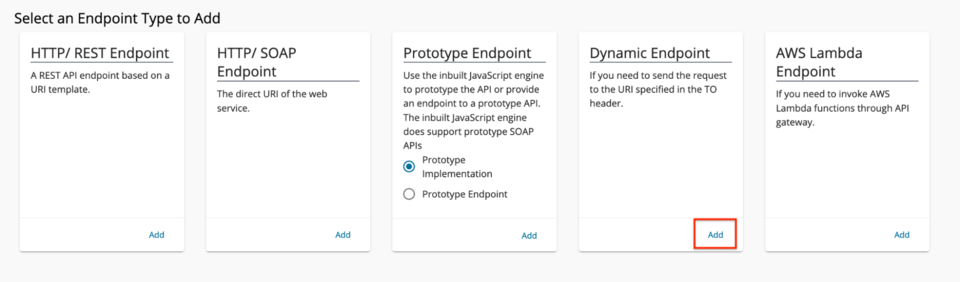 Select an Endpoint Type to Add
HTTP/ REST Endpoint
A REST API endpoint based on a
URI template.
Add
HTTP/ SOAP
Endpoint
The direct URI of the web
service.
Add
Prototype Endpoint
Use the inbuilt JavaScript engine
to prototype the API or provide
an endpoint to a prototype API.
The inbuilt JavaScript engine
does support prototype SOAP
APIs
Prototype
Implementation
Prototype Endpoint
Add
Dynamic Endpoint
If you need to send the request
to the URI specified in the TO
header.
Add
AWS Lambda
Endpoint
If you need to invoke AWS
Lambda functions through API
gateway.
Add